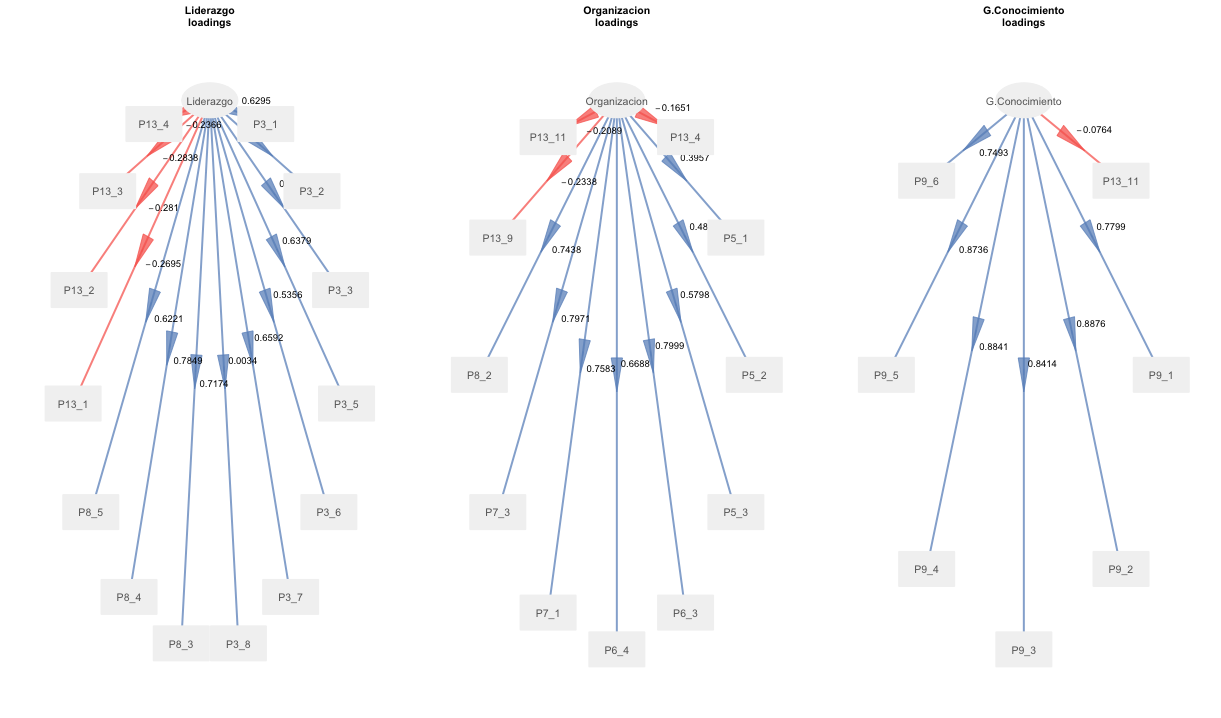 Liderazgo
loadings
Liderazgo
0.6295
P13_4
−0.2366
P3_1
−0.2838
P13_3
P3_2
−0.281
0.6379
−0.2695
P13_2
P3_3
0.5356
0.6221
0.6592
0.7849
0.0034
0.7174
P13_1
P3_5
P8_5
P3_6
P8_4
P3_7
P8_3
P3_8
Organizacion
loadings
Organizacion
−0.1651
−0.2089
P13_11
P13_4
0.3957
−0.2338
P13_9
0.48
P5_1
0.7438
0.5798
0.7971
0.7999
0.7583
0.6688
P8_2
P5_2
P7_3
P5_3
P7_1
P6_3
P6_4
G.Conocimiento
loadings
G.Conocimiento
−0.0764
0.7493
P9_6
P13_11
0.7799
0.8736
0.8876
0.8841
0.8414
P9_5
P9_1
P9_4
P9_2
P9_3